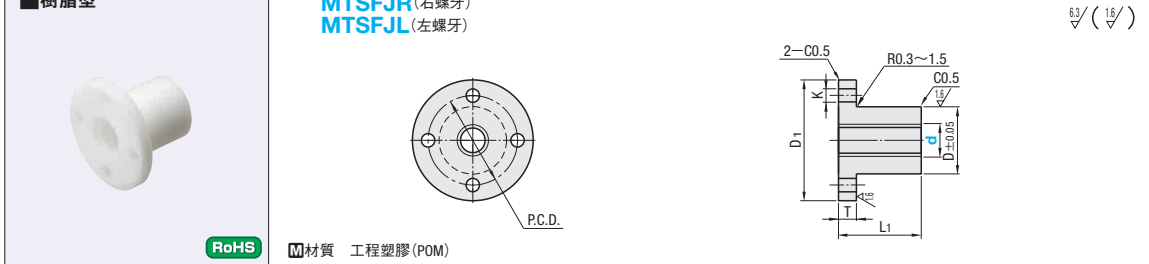 ■樹脂型
MTSFJR(右螺牙)
MTSFJL(左螺牙)
6.3 ( 1.6 )
2−C0.5
R0.3〜1.5
C0.5
1.6
K
D1
d
D±0.05
1.6
T
L1
P.C.D.
RoHS
M材質 工程塑膠(POM)